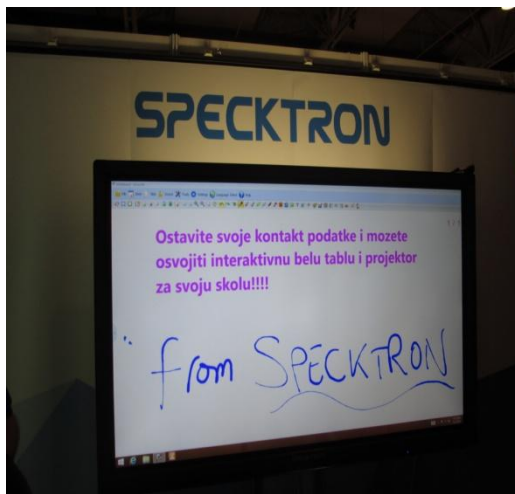 SPECKTRON
Ostavite svoje kontakt podatke i mozete
osvojiti interaktivnu belu tablu i projektor
za svoju skolu!!!!
from SPECKTRON